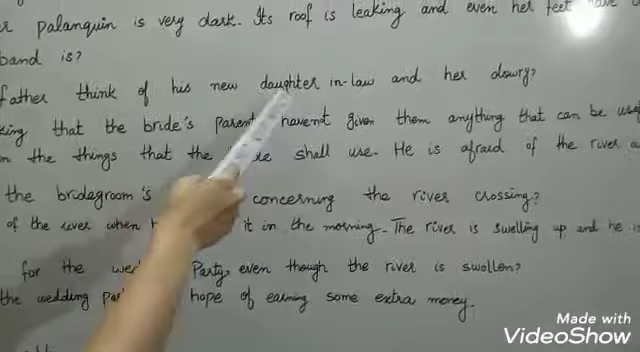 palanquin is very dark. Its roof is leaking and even her feet
band is?
father think of his new daughter in-law and her dowry?
king that the bride's parent haven't given them anything that can be
the things that the shall use. He is afraid of the river
the bridegroom's concerning the river crossing?
of the river when it in the morning. The river is swelling up and he is
for the Party, even though the river is swollen?
the wedding hope of earning some extra money.
Made with
VideoShow